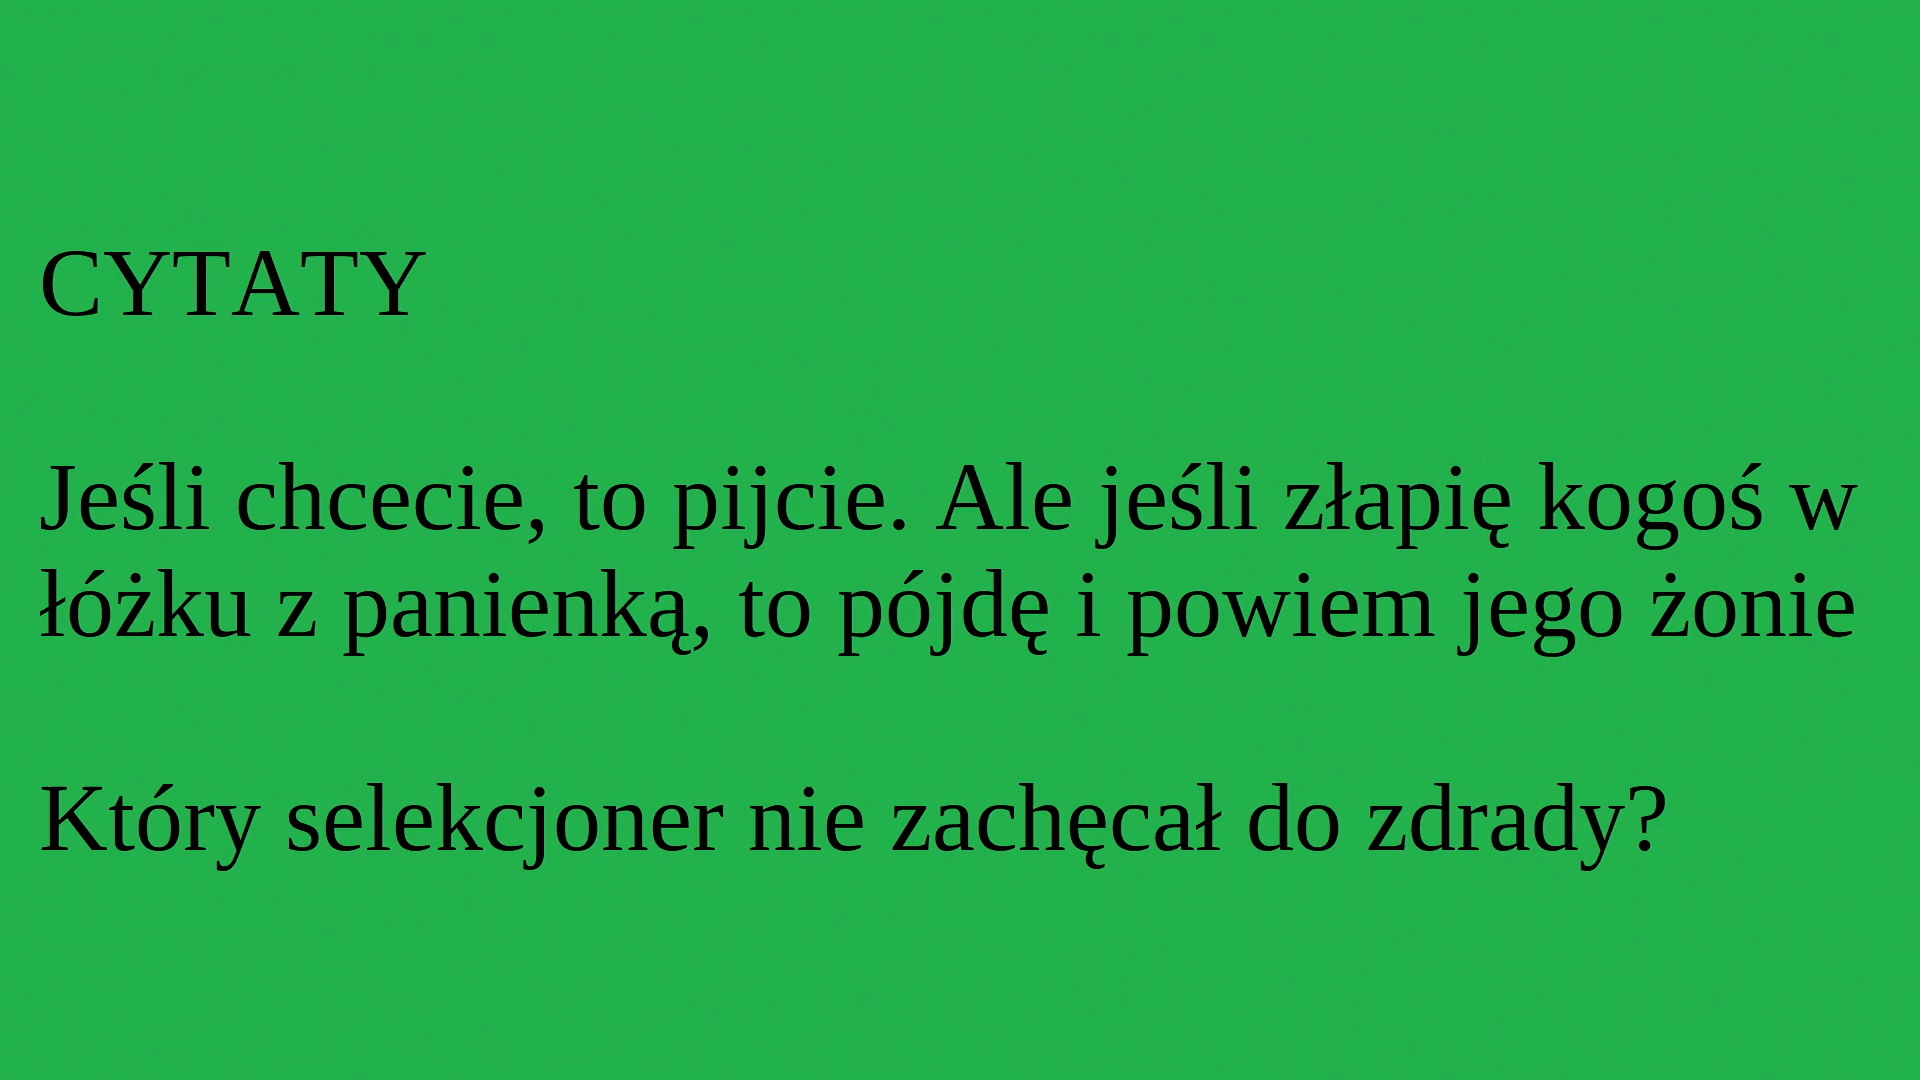 CYTATY
Jeśli chcecie, to pijcie. Ale jeśli złapię kogoś w
łóżku z panienką, to pójdę i powiem jego żonie
Który selekcjoner nie zachęcał do zdrady?